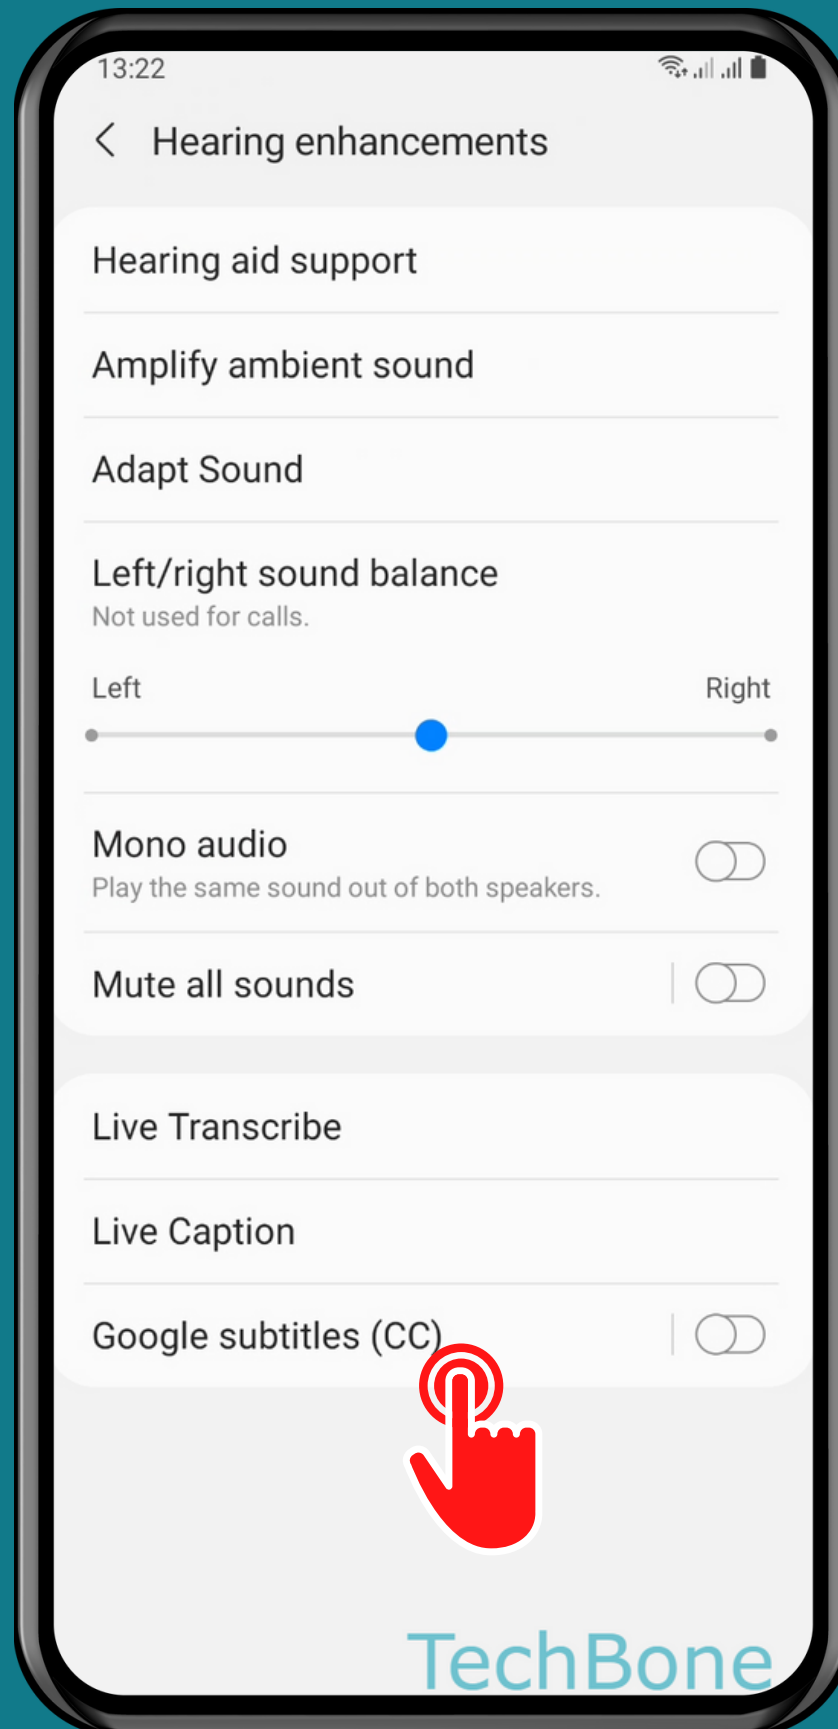 13:22
Hearing enhancements
Hearing aid support
Amplify ambient sound
Adapt Sound
Left/right sound balance
Not used for calls.
Left Right
Mono audio
Play the same sound out of both speakers.
Mute all sounds
Live Transcribe
Live Caption
Google subtitles (CC)
TechBone